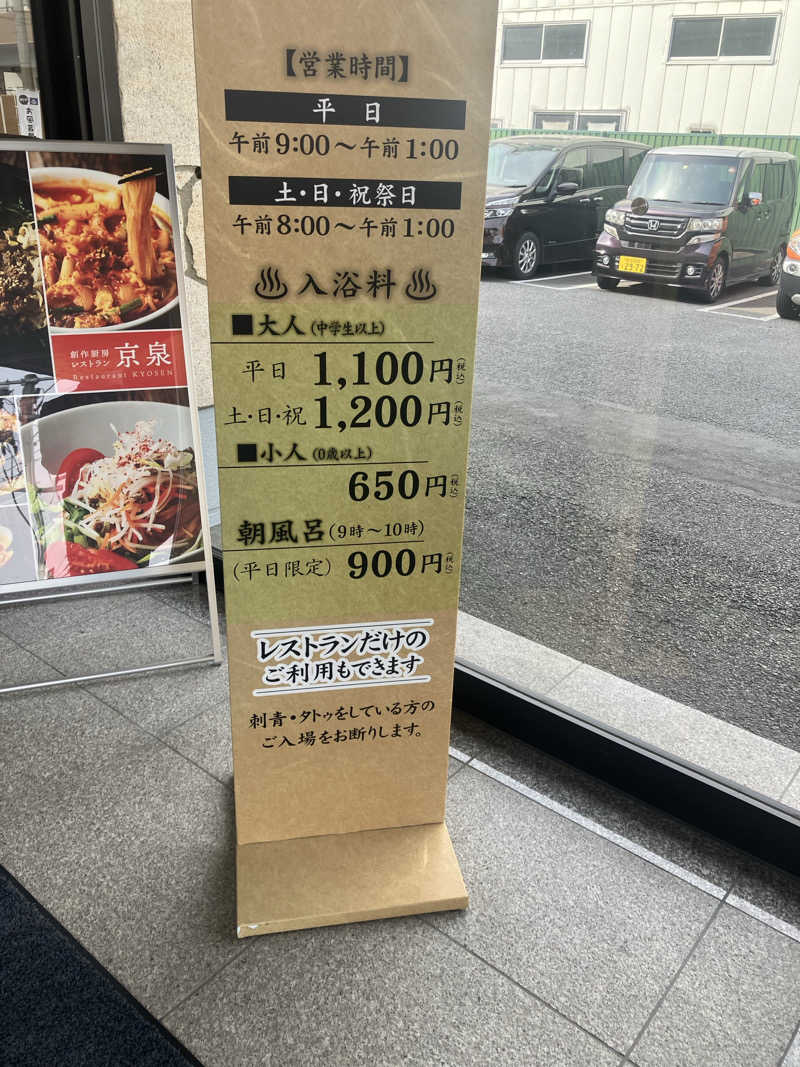 【営業時間】
平日
午前9:00～午前1:00
土・日・祝祭日
午前8:00～午前1:00
入浴料
■大人（中学生以上）
平日 1,100円（税込）
土・日・祝 1,200円（税込）
■小人（0歳以上）
650円（税込）
朝風呂（9時～10時）
（平日限定） 900円（税込）
レストランだけの
ご利用もできます
刺青・タトゥをしている方の
ご入場をお断りします。
創作厨房
レストラン 京泉
Restaurant KYOSEN